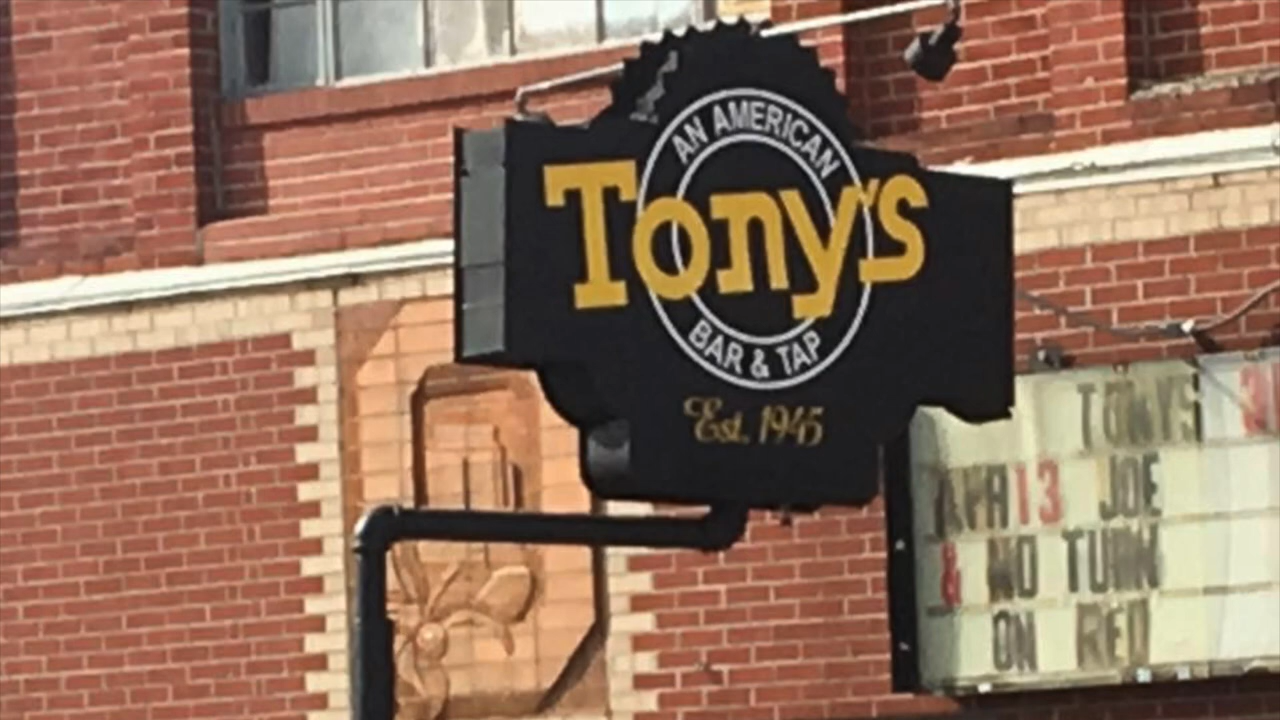 AN AMERICAN
Tony's
BAR & TAP
Est. 1945
TONYS
APR 13 JOE
& NO TURN
ON RED